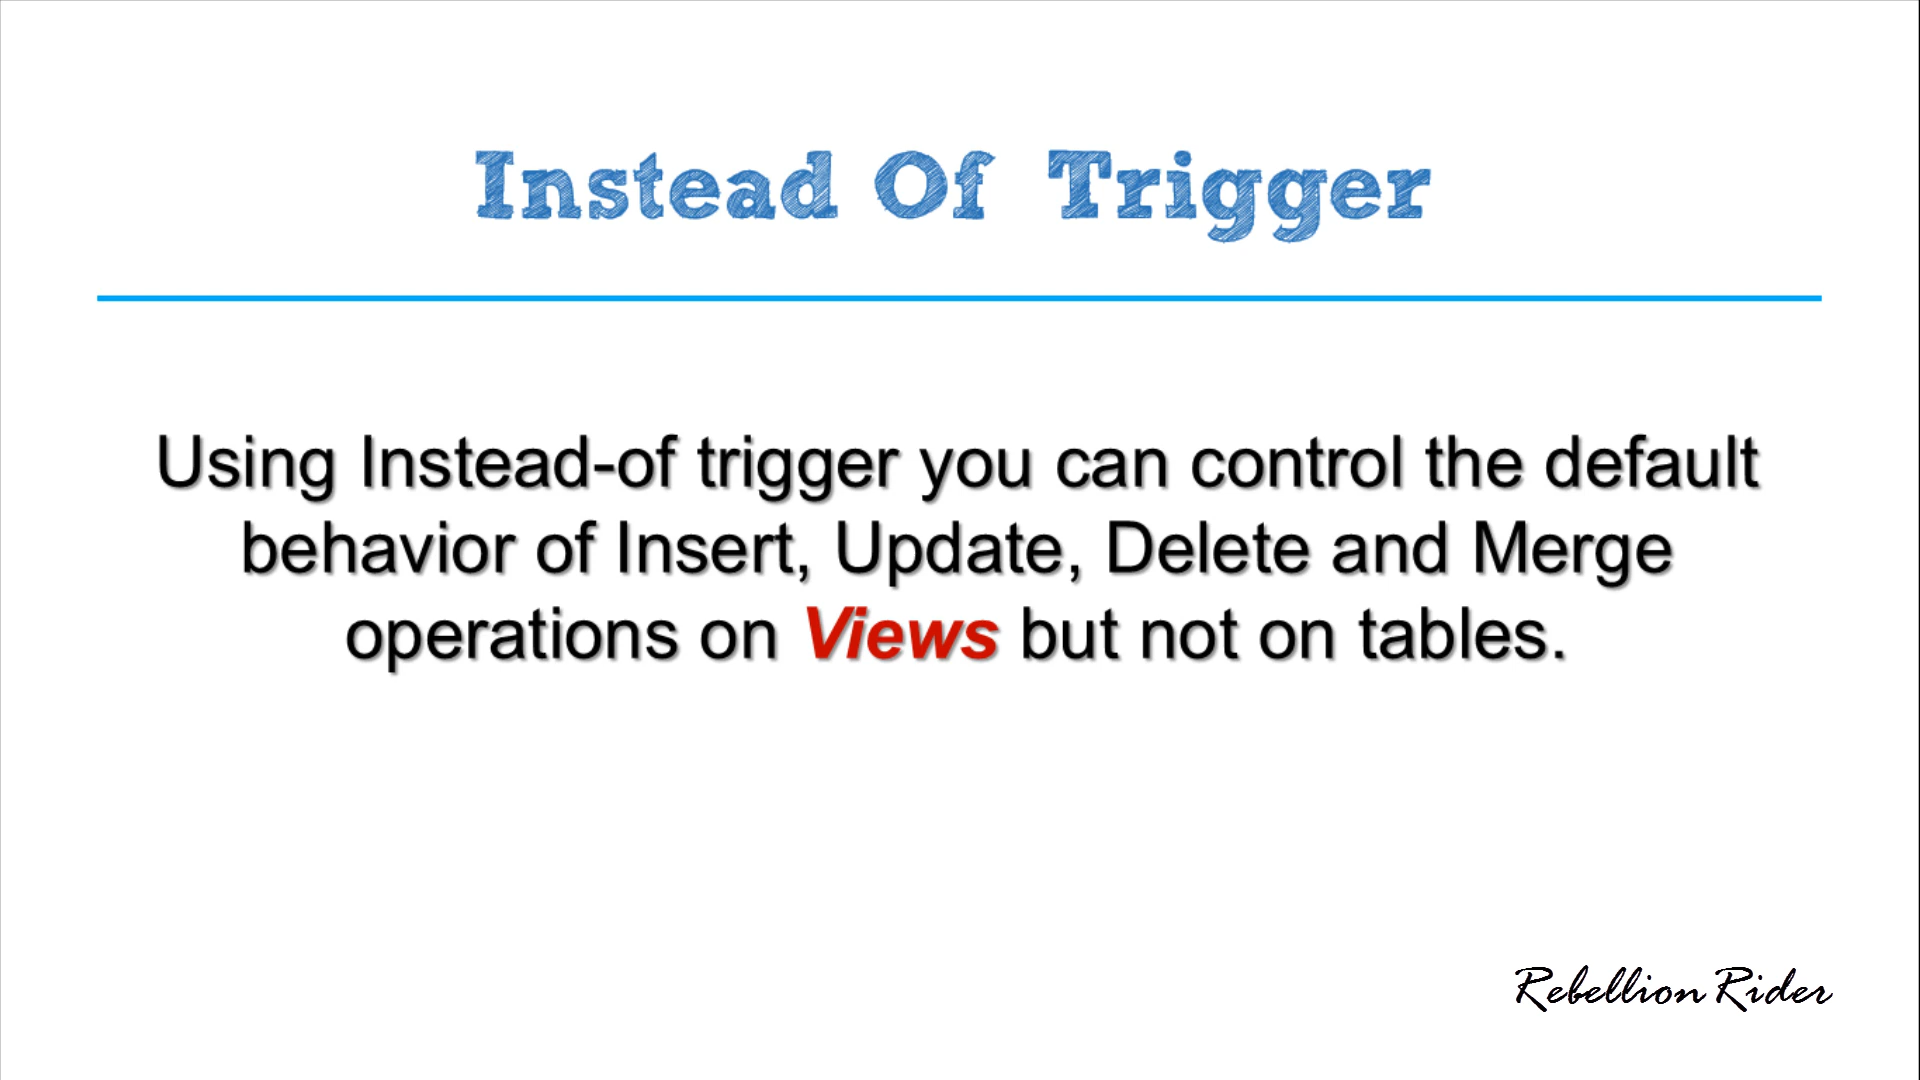 Instead Of Trigger
Using Instead-of trigger you can control the default
behavior of Insert, Update, Delete and Merge
operations on Views but not on tables.
Rebellion Rider